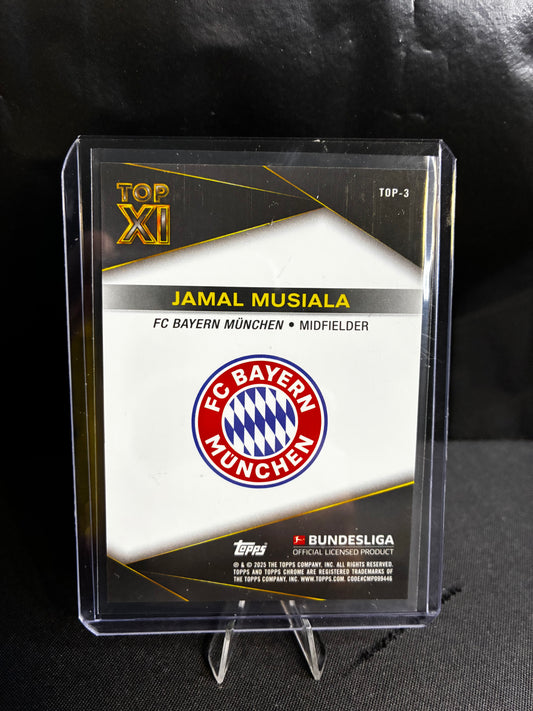 TOP
XI
TOP-3
JAMAL MUSIALA
FC BAYERN MÜNCHEN • MIDFIELDER
FC BAYERN
MÜNCHEN
Topps
BUNDESLIGA
OFFICIAL LICENSED PRODUCT
® & © 2025 THE TOPPS COMPANY, INC. ALL RIGHTS RESERVED.
TOPPS AND TOPPS CHROME ARE REGISTERED TRADEMARKS OF
THE TOPPS COMPANY, INC. WWW.TOPPS.COM. CODE#CMP099446